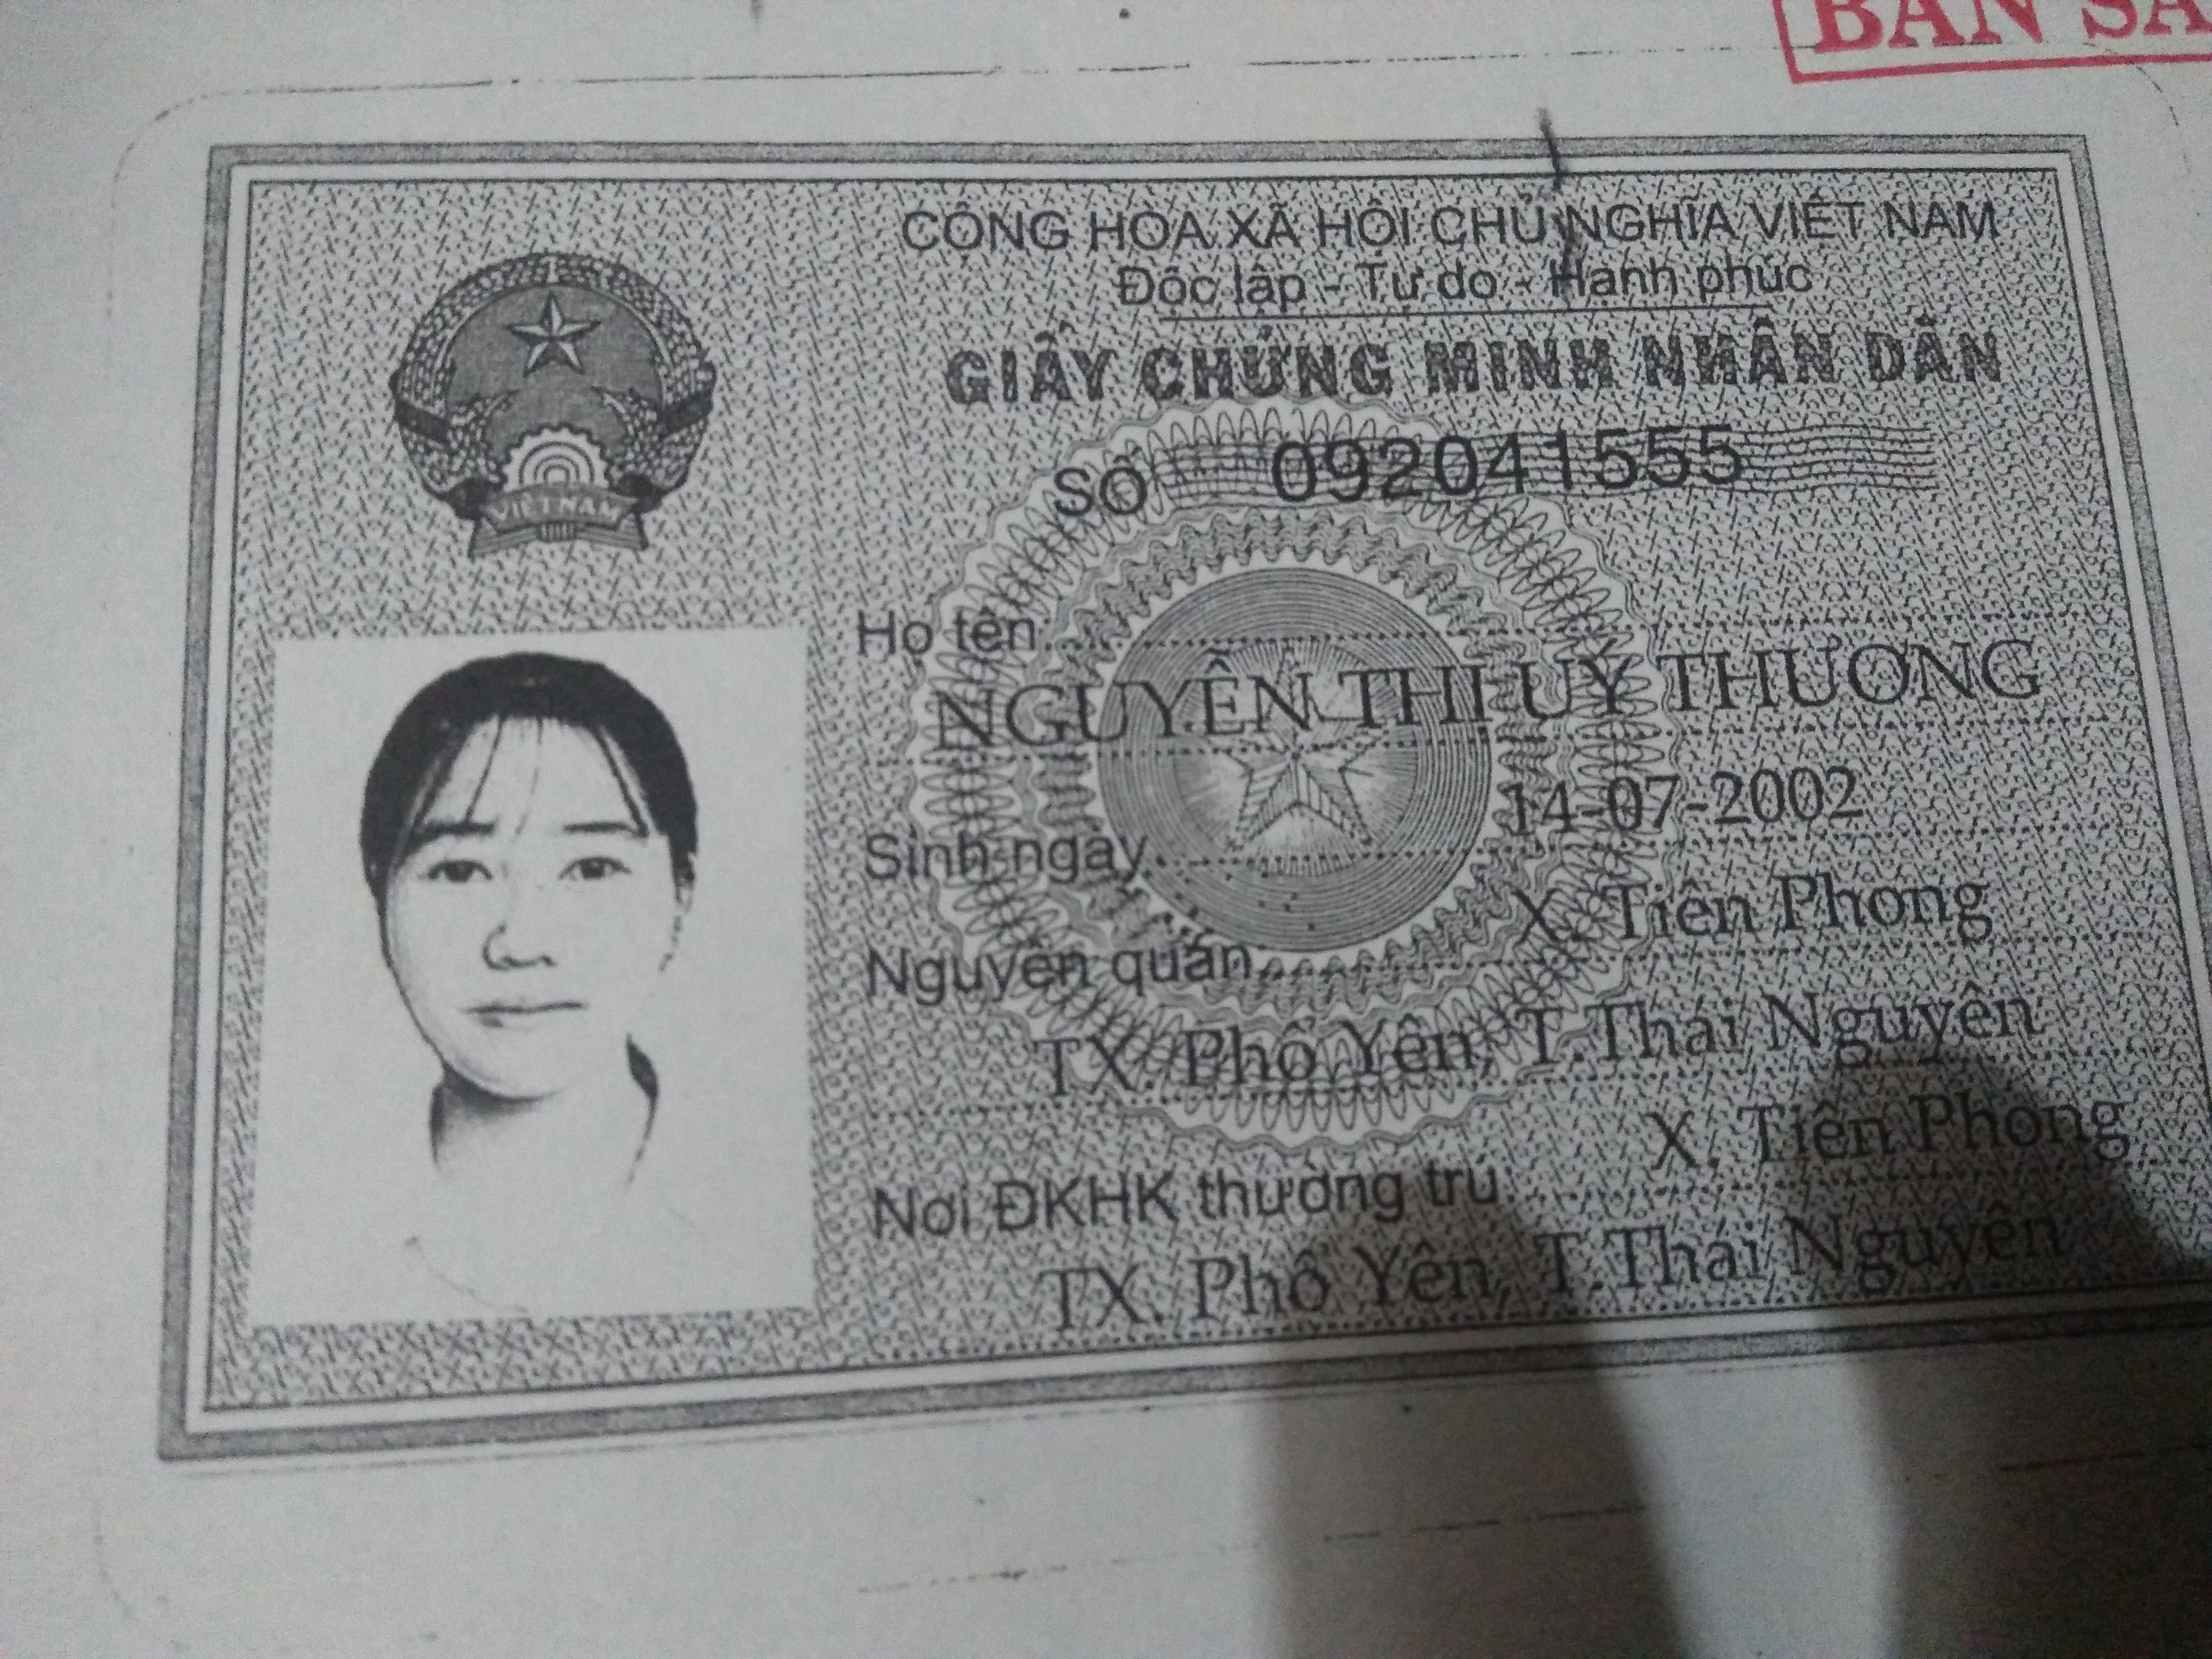 BẢN SA
CỘNG HÒA XÃ HỘI CHỦ NGHĨA VIỆT NAM
Độc lập - Tự do - Hạnh phúc
GIẤY CHỨNG MINH NHÂN DÂN
SỐ 092041555
VIỆT NAM
Họ tên
NGUYỄN THỊ UY THƯƠNG
14-07-2002
Sinh ngày
X. Tiên Phong
Nguyên quán
TX. Phổ Yên, T.Thái Nguyên
X. Tiên Phong
Nơi ĐKHK thường trú
TX. Phổ Yên, T.Thái Nguyên